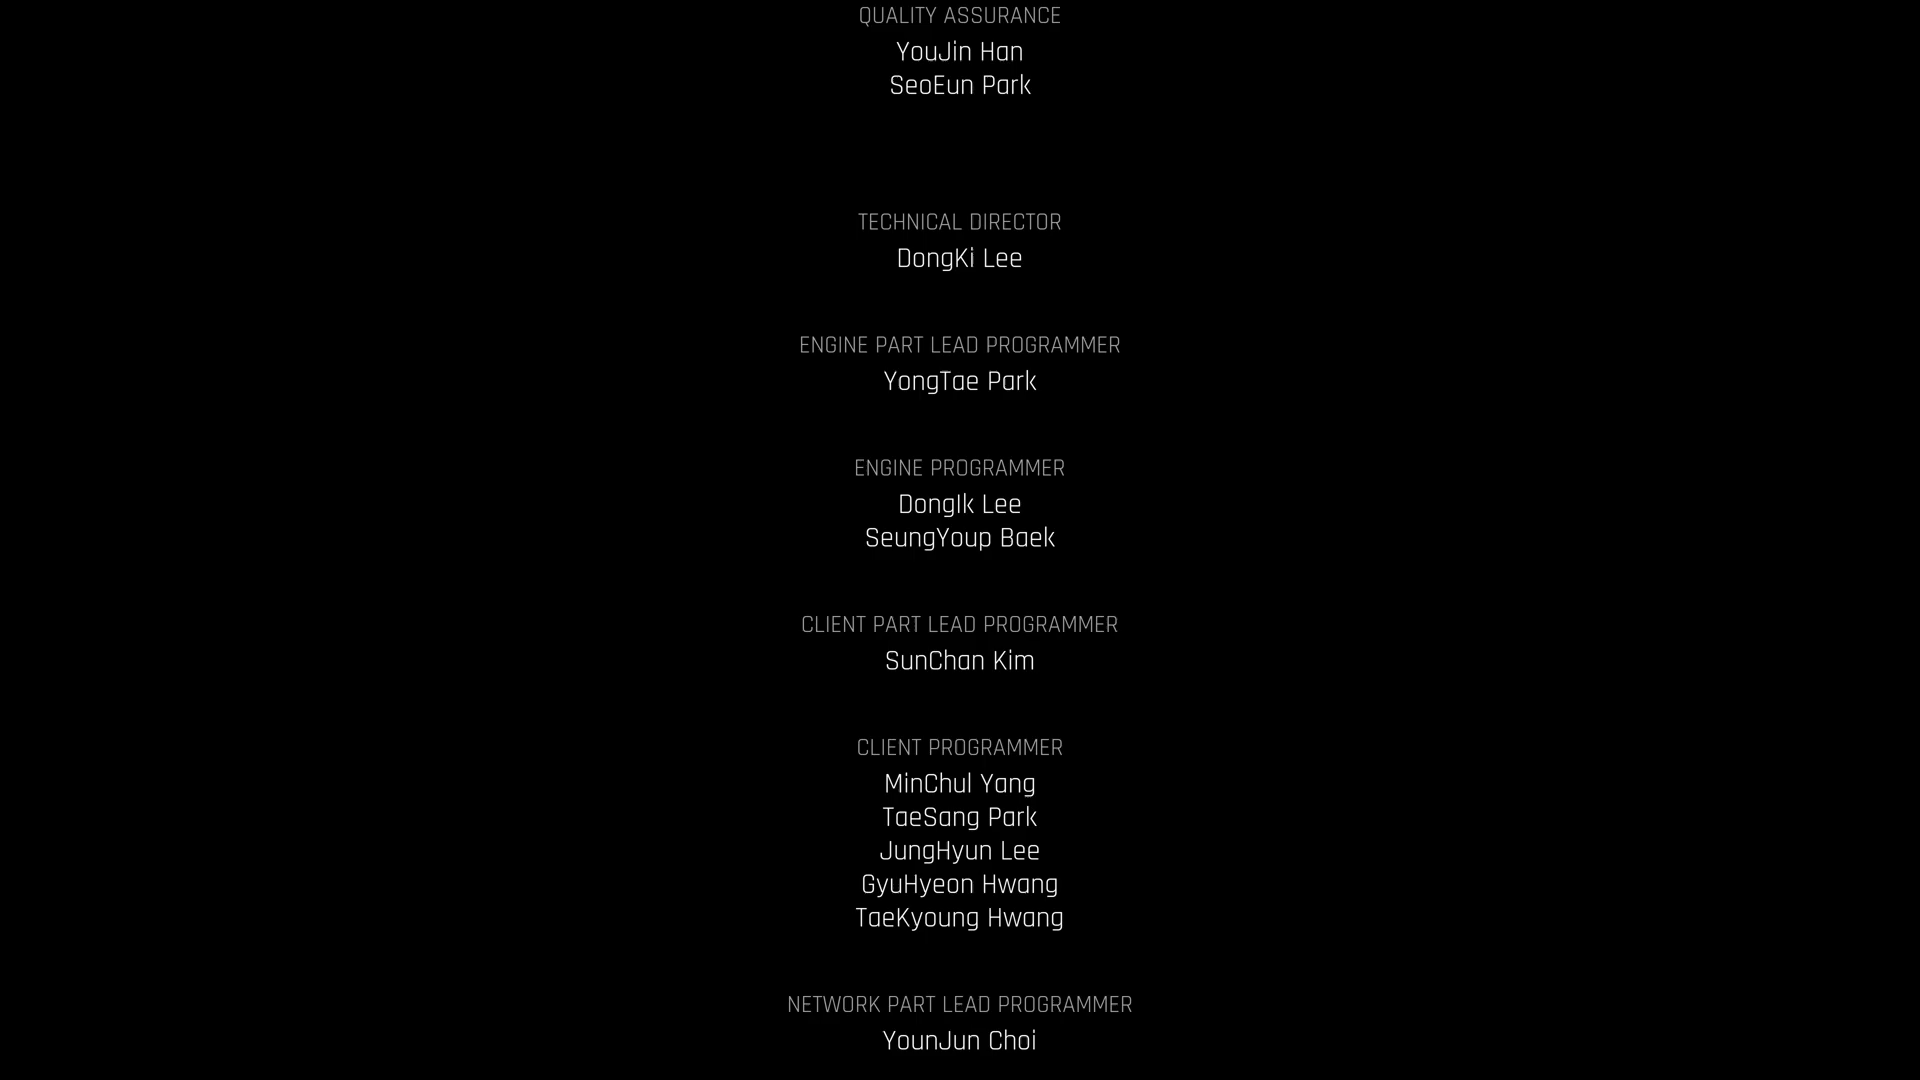 QUALITY ASSURANCE
YouJin Han
SeoEun Park
TECHNICAL DIRECTOR
DongKi Lee
ENGINE PART LEAD PROGRAMMER
YongTae Park
ENGINE PROGRAMMER
DongIk Lee
SeungYoup Baek
CLIENT PART LEAD PROGRAMMER
SunChan Kim
CLIENT PROGRAMMER
MinChul Yang
TaeSang Park
JungHyun Lee
GyuHyeon Hwang
TaeKyoung Hwang
NETWORK PART LEAD PROGRAMMER
YounJun Choi